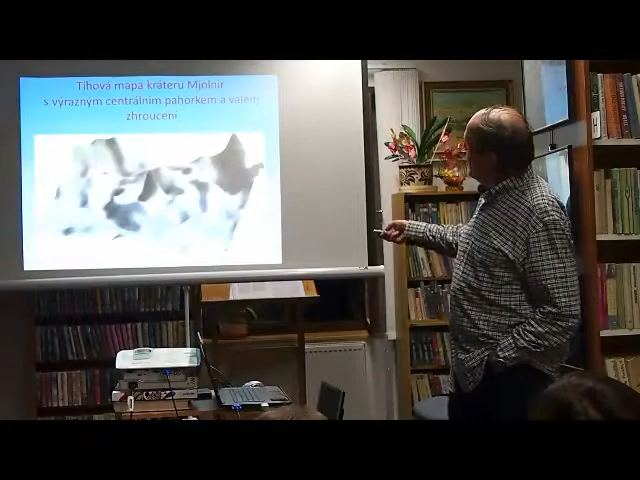 Tíhová mapa kráteru Mjolnir
s výrazným centrálním pahorkem a valem
zhroucení